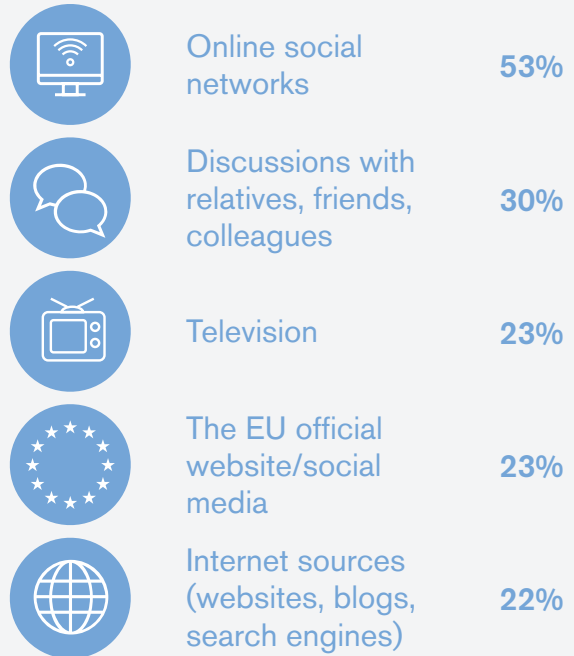 Online social
networks
53%
Discussions with
relatives, friends,
colleagues
30%
Television
23%
The EU official
website/social
media
23%
Internet sources
(websites, blogs,
search engines)
22%